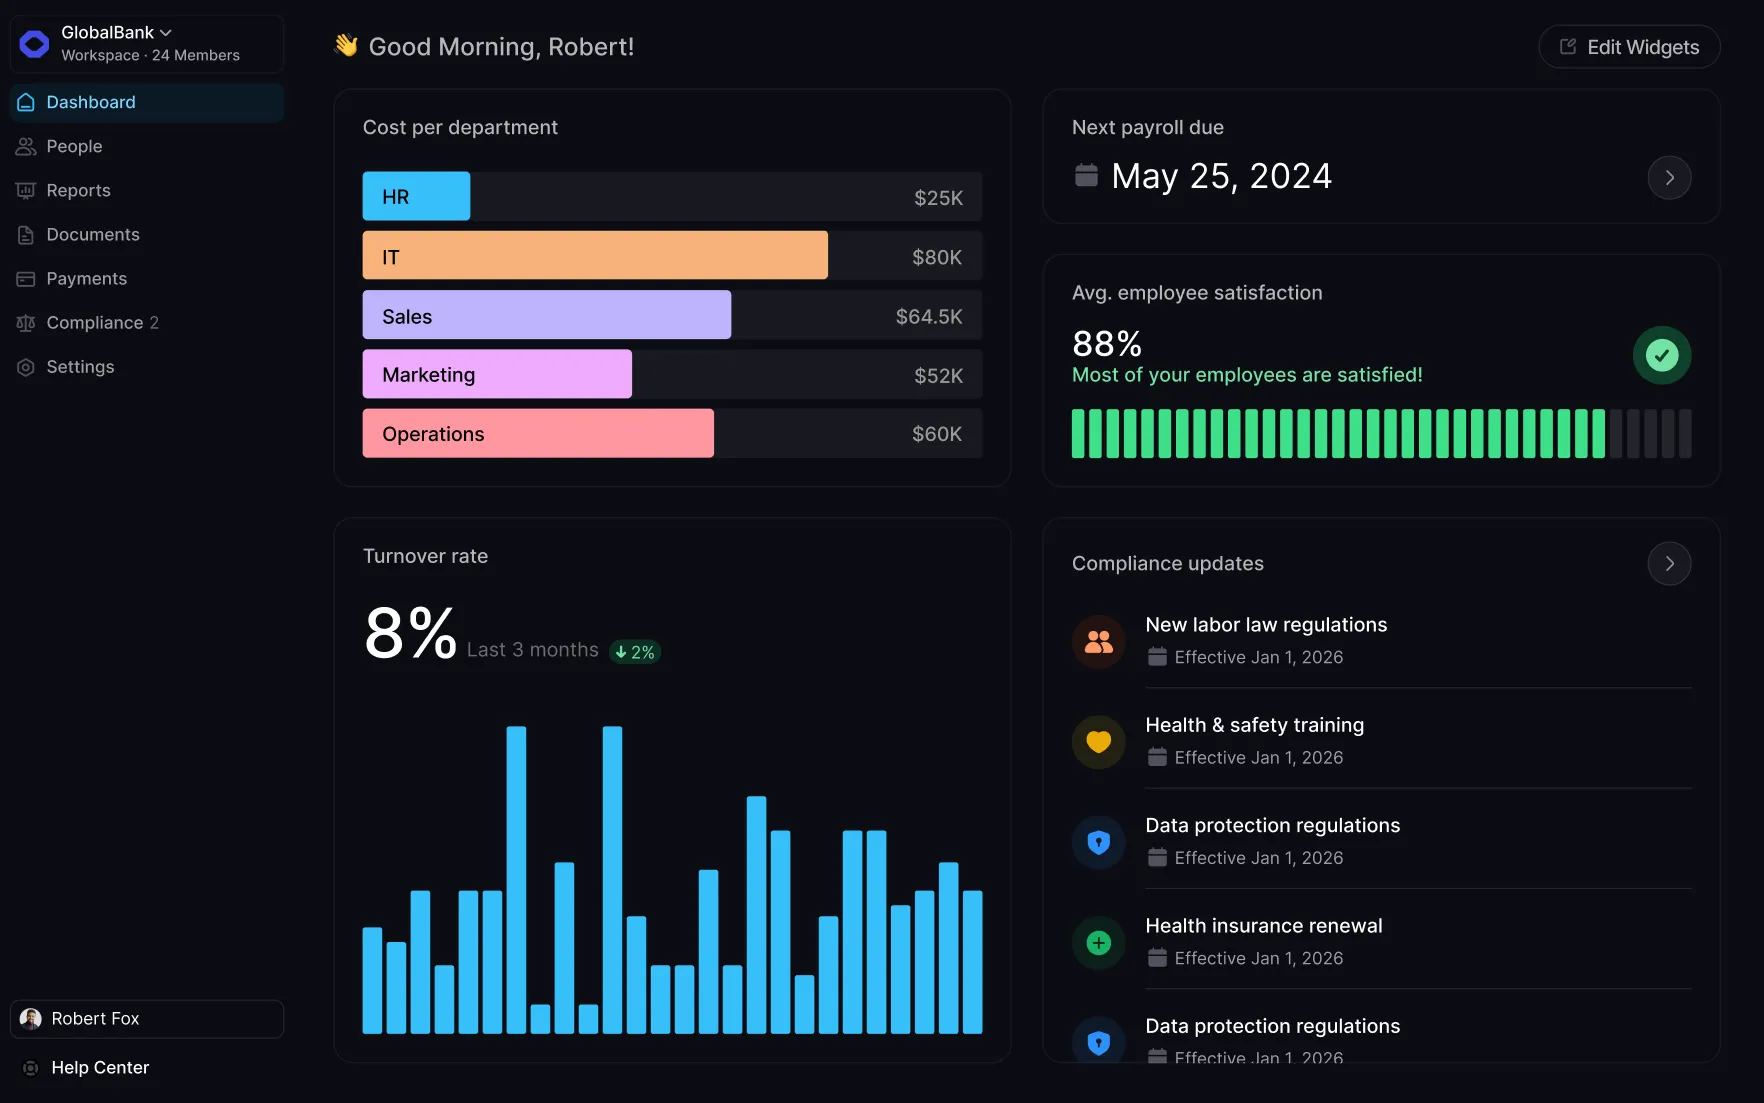 GlobalBank
Workspace · 24 Members
Dashboard
People
Reports
Documents
Payments
Compliance 2
Settings
Robert Fox
Help Center
👋 Good Morning, Robert!
Edit Widgets
Cost per department
HR $25K
IT $80K
Sales $64.5K
Marketing $52K
Operations $60K
Next payroll due
May 25, 2024
Avg. employee satisfaction
88%
Most of your employees are satisfied!
Turnover rate
8% Last 3 months ↓ 2%
Compliance updates
New labor law regulations
Effective Jan 1, 2026
Health & safety training
Effective Jan 1, 2026
Data protection regulations
Effective Jan 1, 2026
Health insurance renewal
Effective Jan 1, 2026
Data protection regulations
Effective Jan 1, 2026